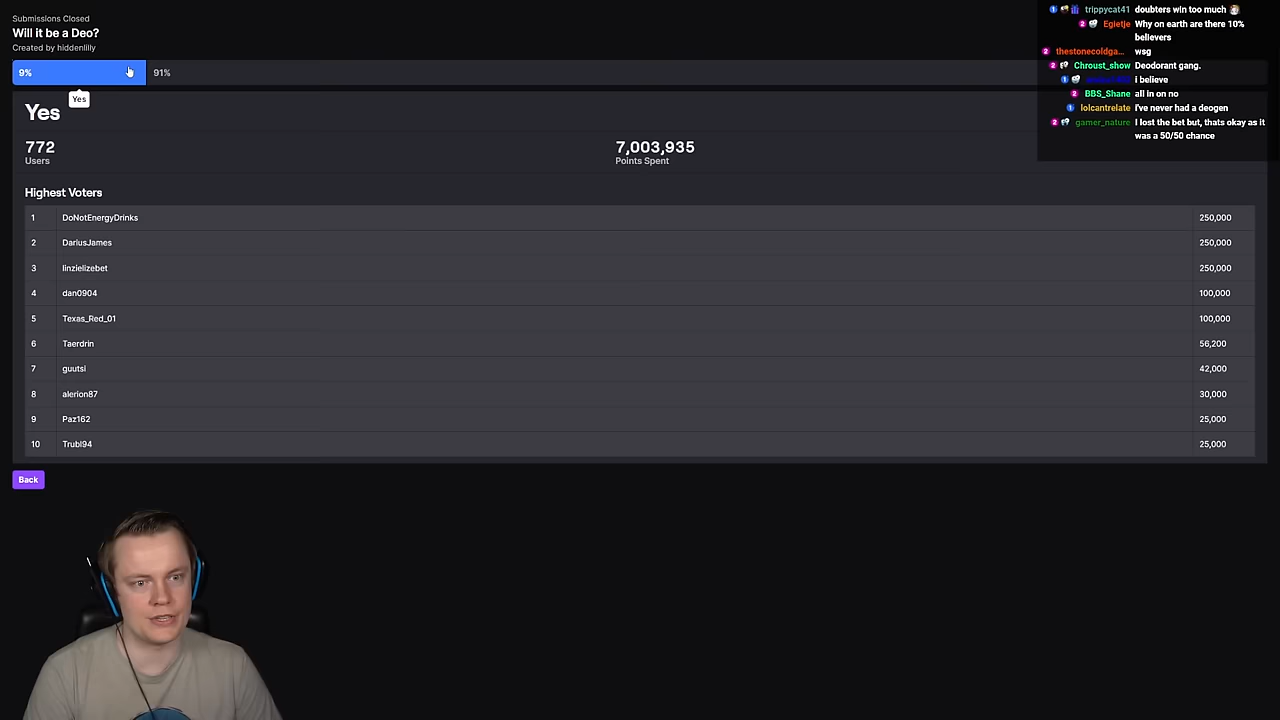 Submissions Closed
Will it be a Deo?
Created by hiddenlilly
9%
91%
Yes
Yes
772
Users
7,003,935
Points Spent
Highest Voters
1 DoNotEnergyDrinks 250,000
2 DariusJames 250,000
3 linzielizebet 250,000
4 dan0904 100,000
5 Texas_Red_01 100,000
6 Taerdrin 56,200
7 guutsi 42,000
8 alerion87 30,000
9 Paz162 25,000
10 Trubl94 25,000
Back
trippycat41 doubters win too much
Egietje Why on earth are there 10%
believers
thestonecoldga... wsg
Chroust_show Deodorant gang.
i believe
BBS_Shane all in on no
lolcantrelate I've never had a deogen
gamer_nature I lost the bet but, thats okay as it
was a 50/50 chance